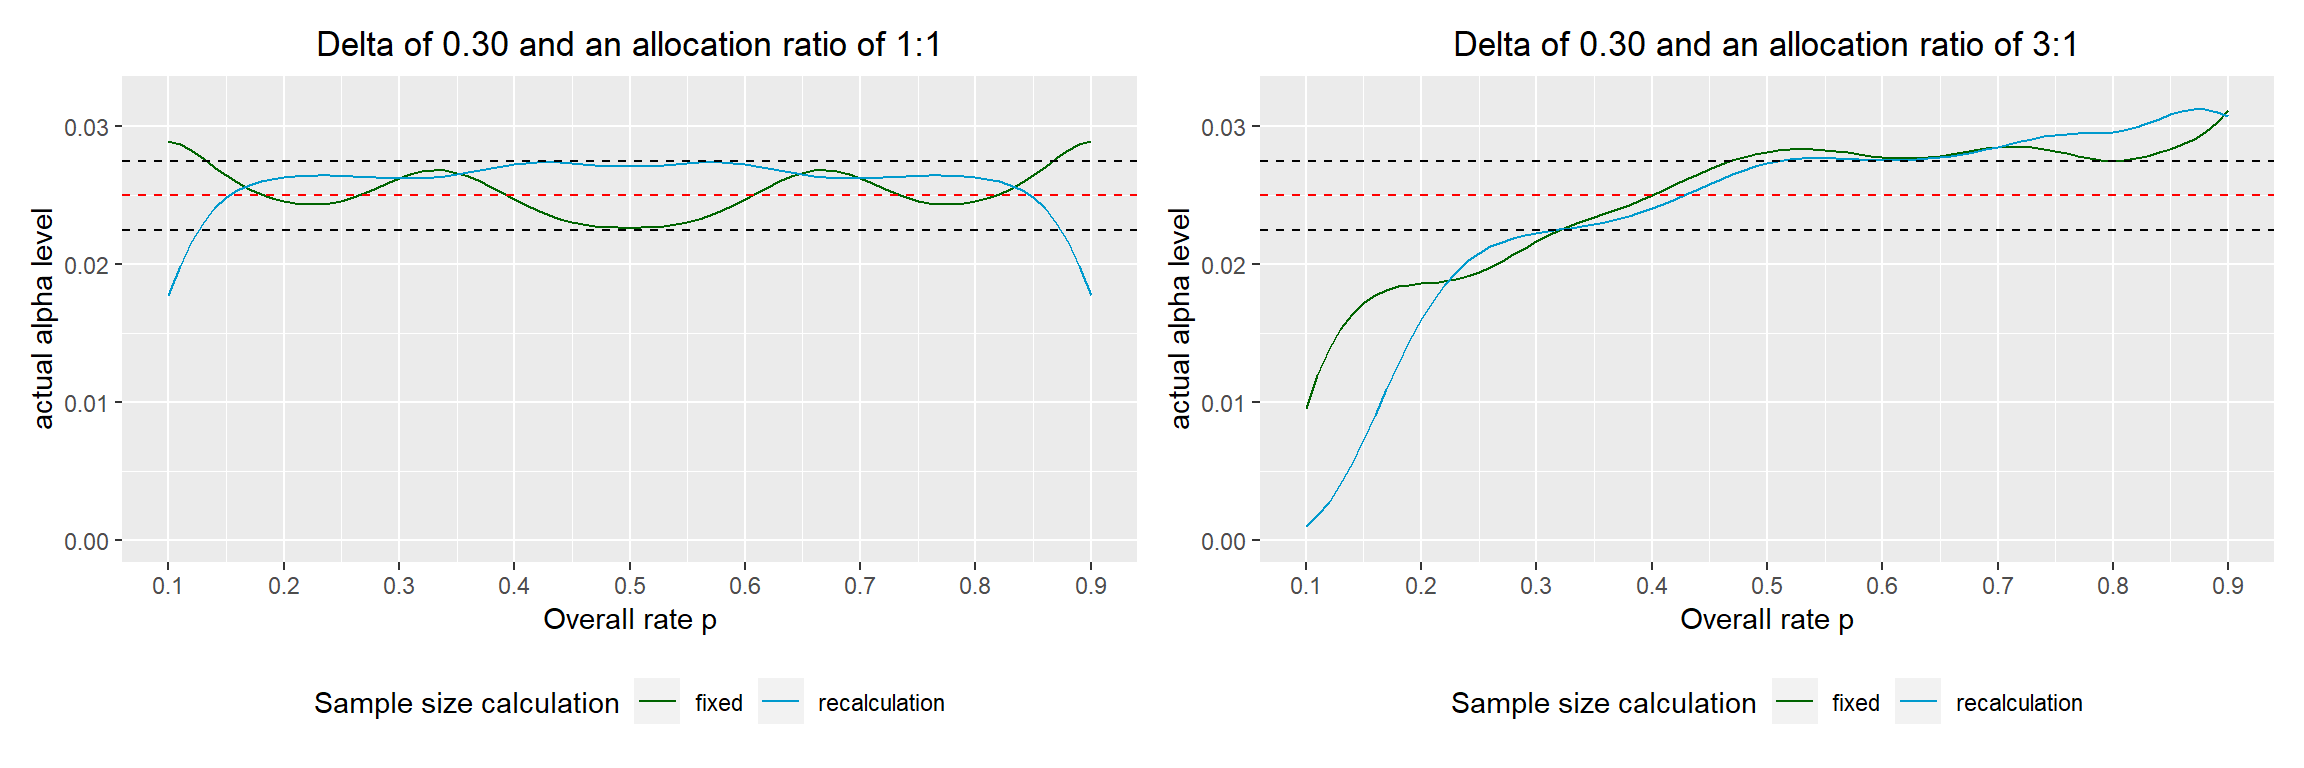 Delta of 0.30 and an allocation ratio of 1:1
actual alpha level
0.03
0.02
0.01
0.00
0.1 0.2 0.3 0.4 0.5 0.6 0.7 0.8 0.9
Overall rate p
Sample size calculation fixed recalculation
Delta of 0.30 and an allocation ratio of 3:1
actual alpha level
0.03
0.02
0.01
0.00
0.1 0.2 0.3 0.4 0.5 0.6 0.7 0.8 0.9
Overall rate p
Sample size calculation fixed recalculation